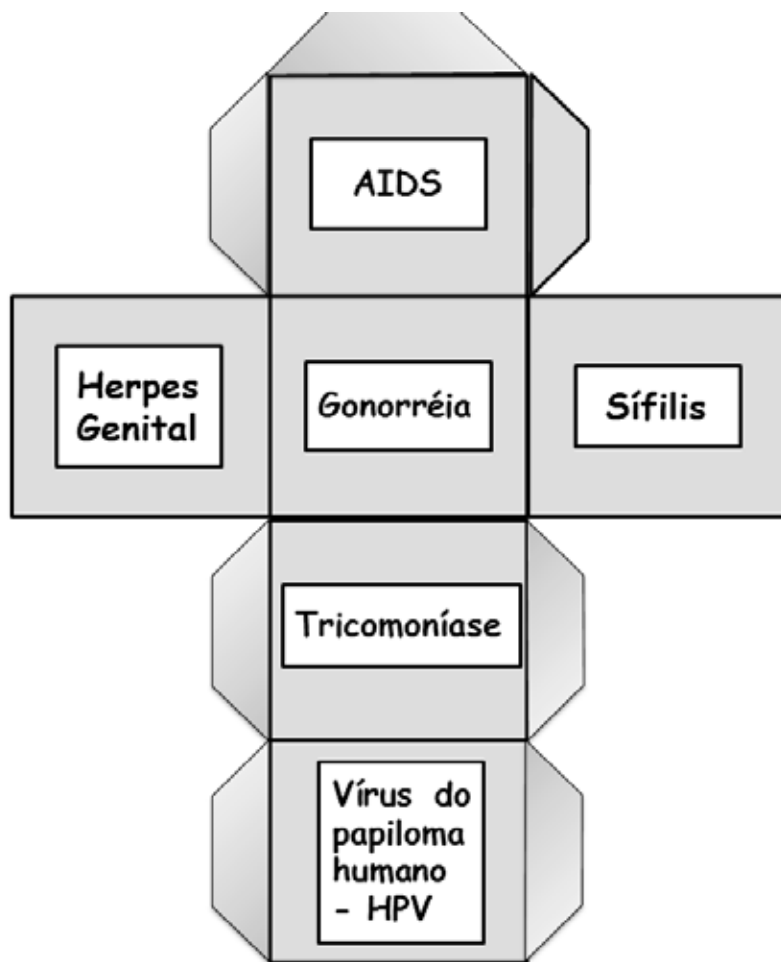 AIDS
Herpes
Genital
Gonorréia
Sífilis
Tricomoníase
Vírus do
papiloma
humano
- HPV